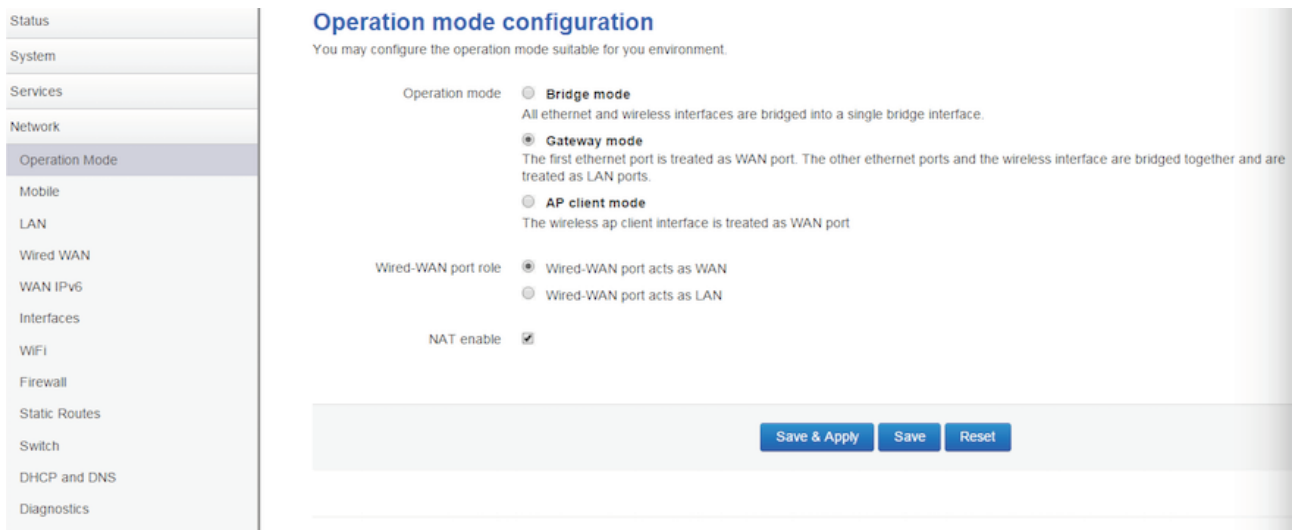 Status
System
Services
Network
Operation Mode
Mobile
LAN
Wired WAN
WAN IPv6
Interfaces
WiFi
Firewall
Static Routes
Switch
DHCP and DNS
Diagnostics
Operation mode configuration
You may configure the operation mode suitable for you environment.
Operation mode
Bridge mode
All ethernet and wireless interfaces are bridged into a single bridge interface.
Gateway mode
The first ethernet port is treated as WAN port. The other ethernet ports and the wireless interface are bridged together and are
treated as LAN ports.
AP client mode
The wireless ap client interface is treated as WAN port
Wired-WAN port role
Wired-WAN port acts as WAN
Wired-WAN port acts as LAN
NAT enable
Save & Apply
Save
Reset